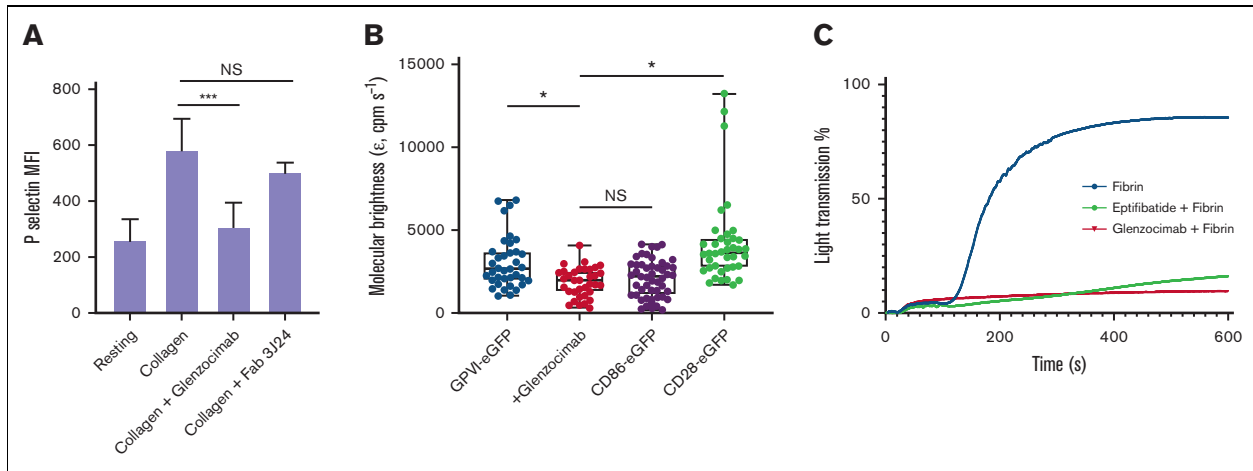 A
P selectin MFI
800
600
400
200
0
NS
***
Resting
Collagen
Collagen + Glenzocimab
Collagen + Fab 3J24
B
Molecular brightness (ε, cpm s⁻¹)
15000
10000
5000
0
*
*
NS
GPVI-eGFP
+Glenzocimab
CD86-eGFP
CD28-eGFP
C
Light transmission %
100
50
0
Fibrin
Eptifibatide + Fibrin
Glenzocimab + Fibrin
0
200
400
600
Time (s)